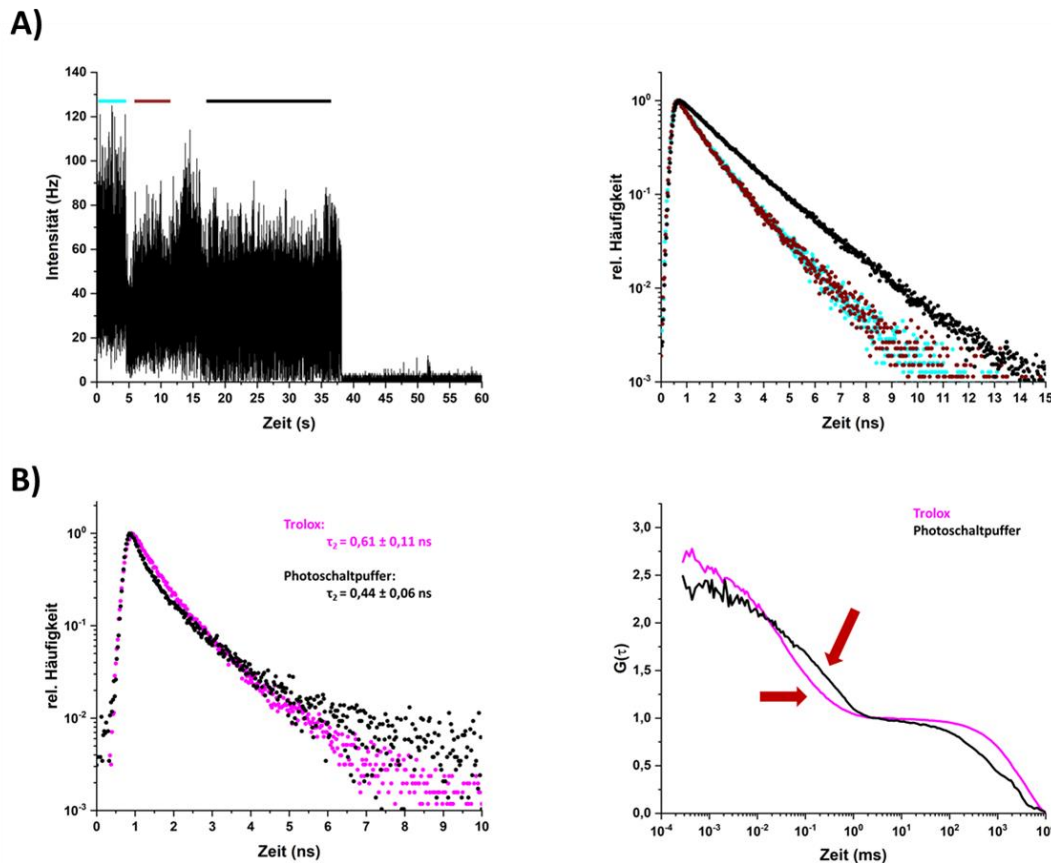 A)
140
120
100
80
60
40
20
0
Intensität (Hz)
0 5 10 15 20 25 30 35 40 45 50 55 60
Zeit (s)
10⁰
10⁻¹
10⁻²
10⁻³
rel. Häufigkeit
0 1 2 3 4 5 6 7 8 9 10 11 12 13 14 15
Zeit (ns)
B)
10⁰
10⁻¹
10⁻²
10⁻³
rel. Häufigkeit
Trolox:
τ₂ = 0,61 ± 0,11 ns
Photoschaltpuffer:
τ₂ = 0,44 ± 0,06 ns
0 1 2 3 4 5 6 7 8 9 10
Zeit (ns)
Trolox
Photoschaltpuffer
3,0
2,5
2,0
1,5
1,0
0,5
0,0
G(τ)
10⁻⁴ 10⁻³ 10⁻² 10⁻¹ 10⁰ 10¹ 10² 10³
Zeit (ms)